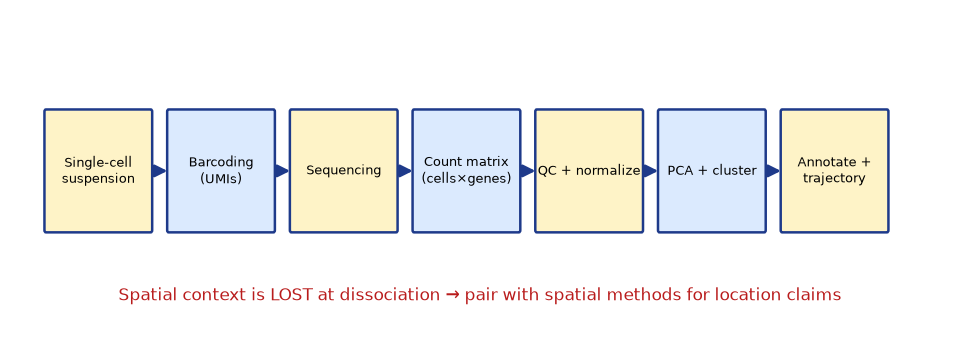 Single-cell
suspension
Barcoding
(UMIs)
Sequencing
Count matrix
(cells×genes)
QC + normalize
PCA + cluster
Annotate +
trajectory
Spatial context is LOST at dissociation → pair with spatial methods for location claims